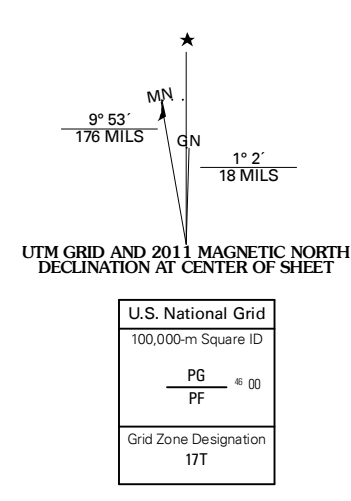 ★
MN
9° 53´
176 MILS
GN
1° 2´
18 MILS
UTM GRID AND 2011 MAGNETIC NORTH
DECLINATION AT CENTER OF SHEET
U.S. National Grid
100,000-m Square ID
PG
46 00
PF
Grid Zone Designation
17T